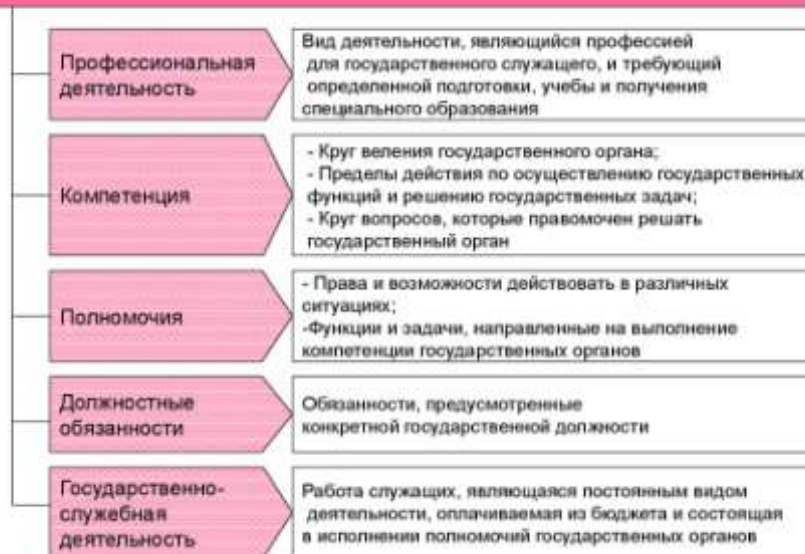 Профессиональная
деятельность
Вид деятельности, являющийся профессией
для государственного служащего, и требующий
определенной подготовки, учебы и получения
специального образования
Компетенция
- Круг веления государственного органа;
- Пределы действия по осуществлению государственных
функций и решению государственных задач;
- Круг вопросов, которые правомочен решать
государственный орган
Полномочия
- Права и возможности действовать в различных
ситуациях;
-Функции и задачи, направленные на выполнение
компетенции государственных органов
Должностные
обязанности
Обязанности, предусмотренные
конкретной государственной должности
Государственно-
служебная
деятельность
Работа служащих, являющаяся постоянным видом
деятельности, оплачиваемая из бюджета и состоящая
в исполнении полномочий государственных органов